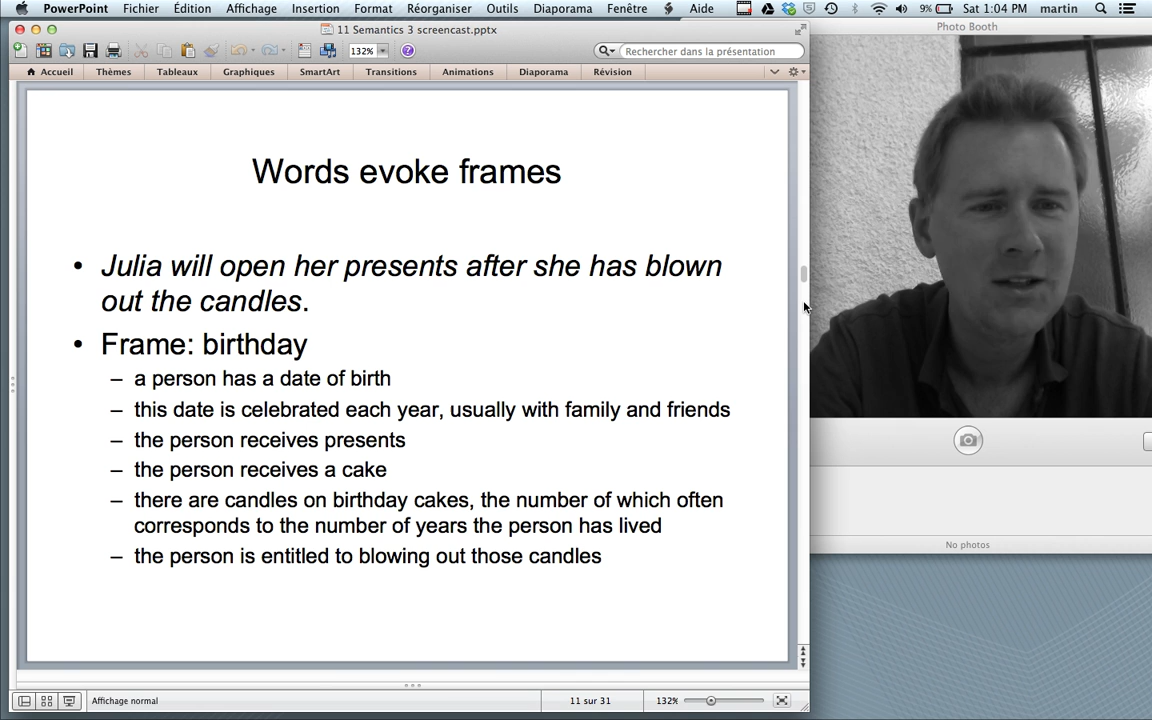 PowerPoint Fichier Édition Affichage Insertion Format Réorganiser Outils Diaporama Fenêtre Aide 9% Sat 1:04 PM martin
11 Semantics 3 screencast.pptx
Photo Booth
132% Rechercher dans la présentation
Accueil Thèmes Tableaux Graphiques SmartArt Transitions Animations Diaporama Révision
Words evoke frames
• Julia will open her presents after she has blown
out the candles.
• Frame: birthday
– a person has a date of birth
– this date is celebrated each year, usually with family and friends
– the person receives presents
– the person receives a cake
– there are candles on birthday cakes, the number of which often
corresponds to the number of years the person has lived
– the person is entitled to blowing out those candles
No photos
Affichage normal 11 sur 31 132%